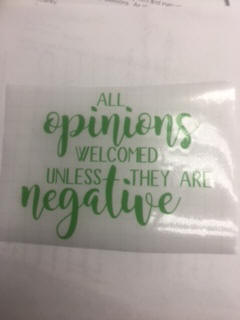 ALL
opinions
WELCOMED
UNLESS THEY ARE
negative